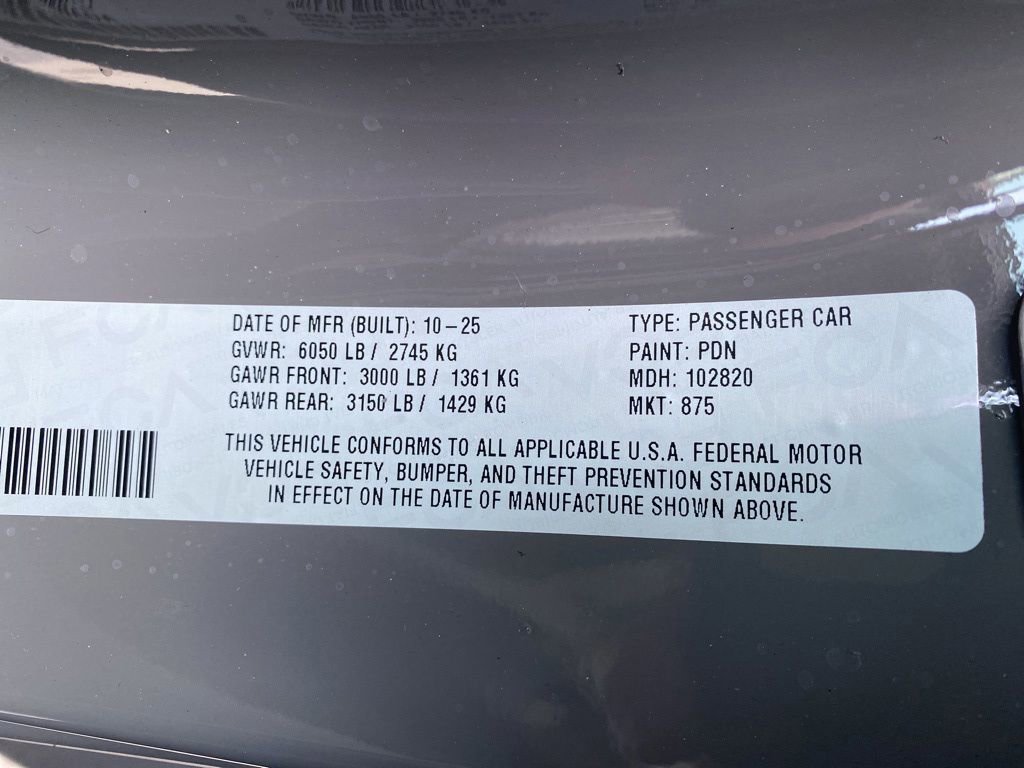 DATE OF MFR (BUILT): 10-25 TYPE: PASSENGER CAR
GVWR: 6050 LB / 2745 KG PAINT: PDN
GAWR FRONT: 3000 LB / 1361 KG MDH: 102820
GAWR REAR: 3150 LB / 1429 KG MKT: 875
THIS VEHICLE CONFORMS TO ALL APPLICABLE U.S.A. FEDERAL MOTOR
VEHICLE SAFETY, BUMPER, AND THEFT PREVENTION STANDARDS
IN EFFECT ON THE DATE OF MANUFACTURE SHOWN ABOVE.